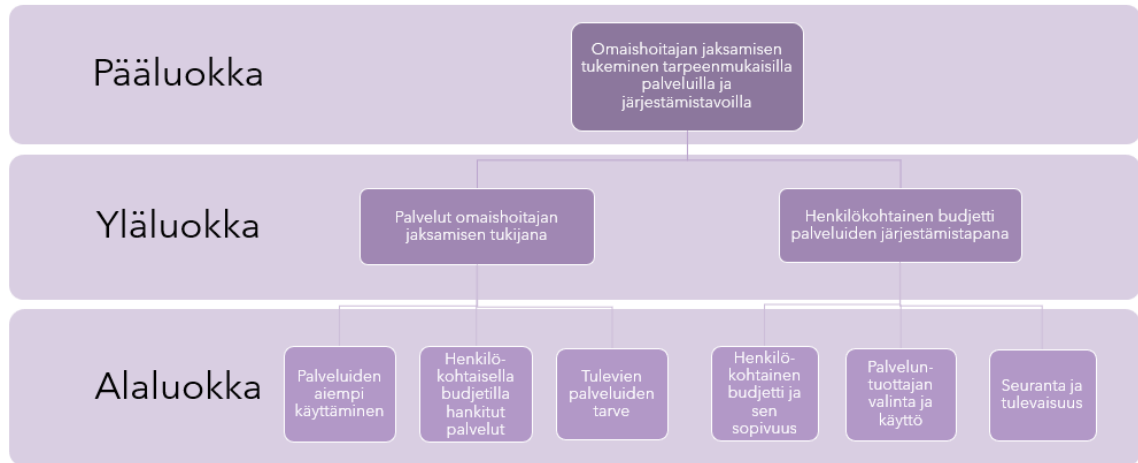 Pääluokka
Omaishoitajan jaksamisen
tukeminen tarpeenmukaisilla
palveluilla ja
järjestämistavoilla
Yläluokka
Palvelut omaishoitajan
jaksamisen tukijana
Henkilökohtainen budjetti
palveluiden järjestämistapana
Alaluokka
Palveluiden
aiempi
käyttäminen
Henkilö-
kohtaisella
budjetilla
hankitut
palvelut
Tulevien
palveluiden
tarve
Henkilö-
kohtainen
budjetti ja
sen
sopivuus
Palvelun-
tuottajan
valinta ja
käyttö
Seuranta ja
tulevaisuus